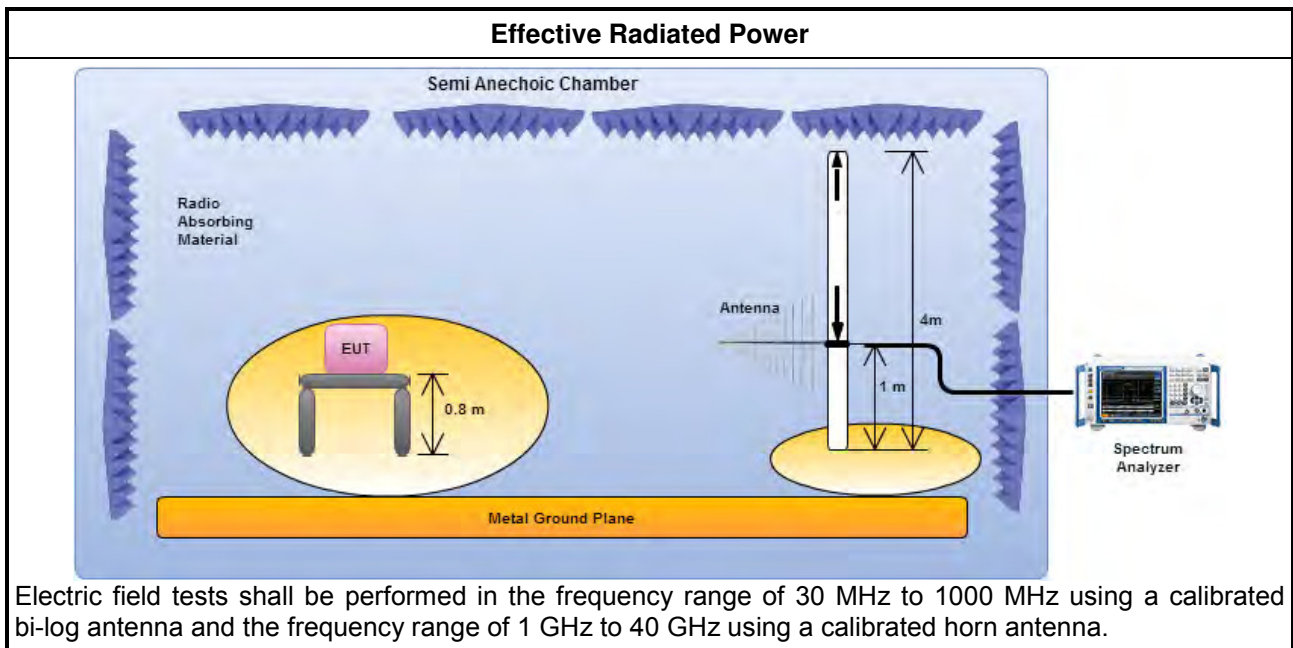 Effective Radiated Power
Semi Anechoic Chamber
Radio
Absorbing
Material
Antenna
4m
EUT
1 m
0.8 m
Spectrum
Analyzer
Metal Ground Plane
Electric field tests shall be performed in the frequency range of 30 MHz to 1000 MHz using a calibrated
bi-log antenna and the frequency range of 1 GHz to 40 GHz using a calibrated horn antenna.